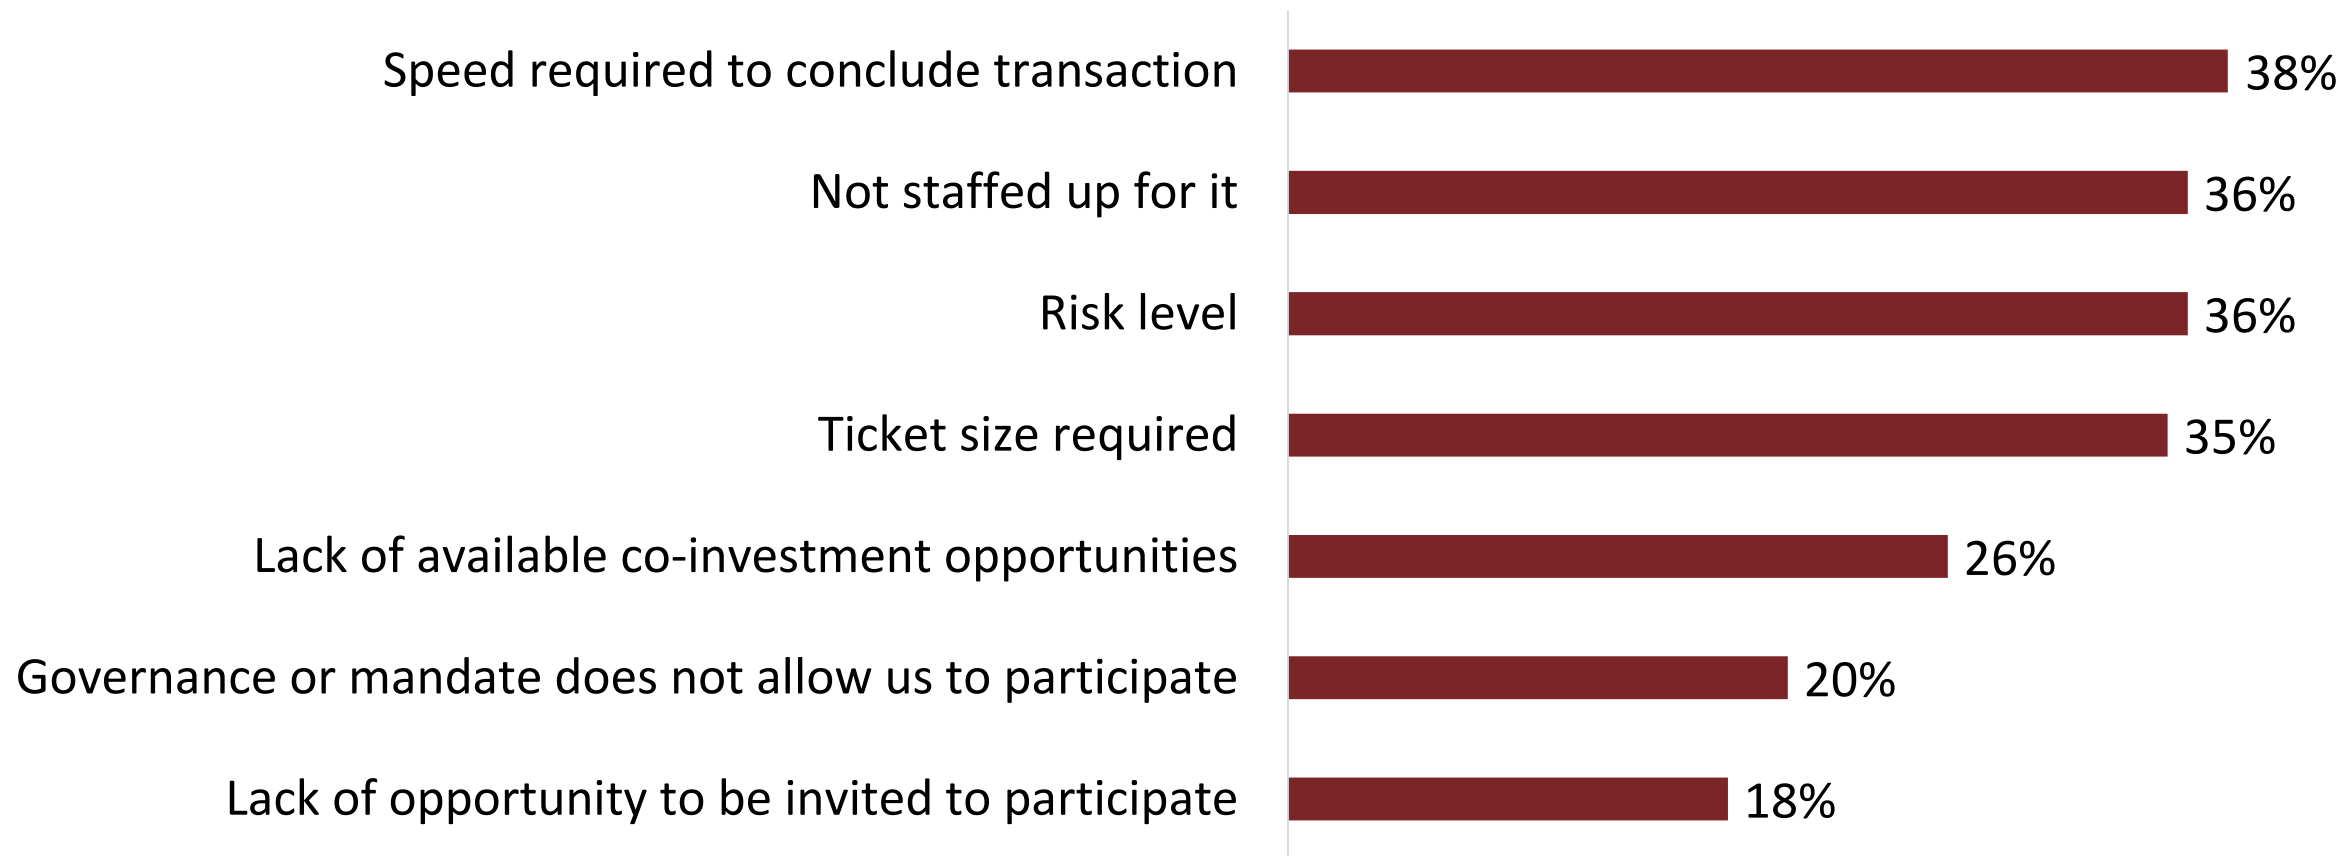 Speed required to conclude transaction 38%
Not staffed up for it 36%
Risk level 36%
Ticket size required 35%
Lack of available co-investment opportunities 26%
Governance or mandate does not allow us to participate 20%
Lack of opportunity to be invited to participate 18%